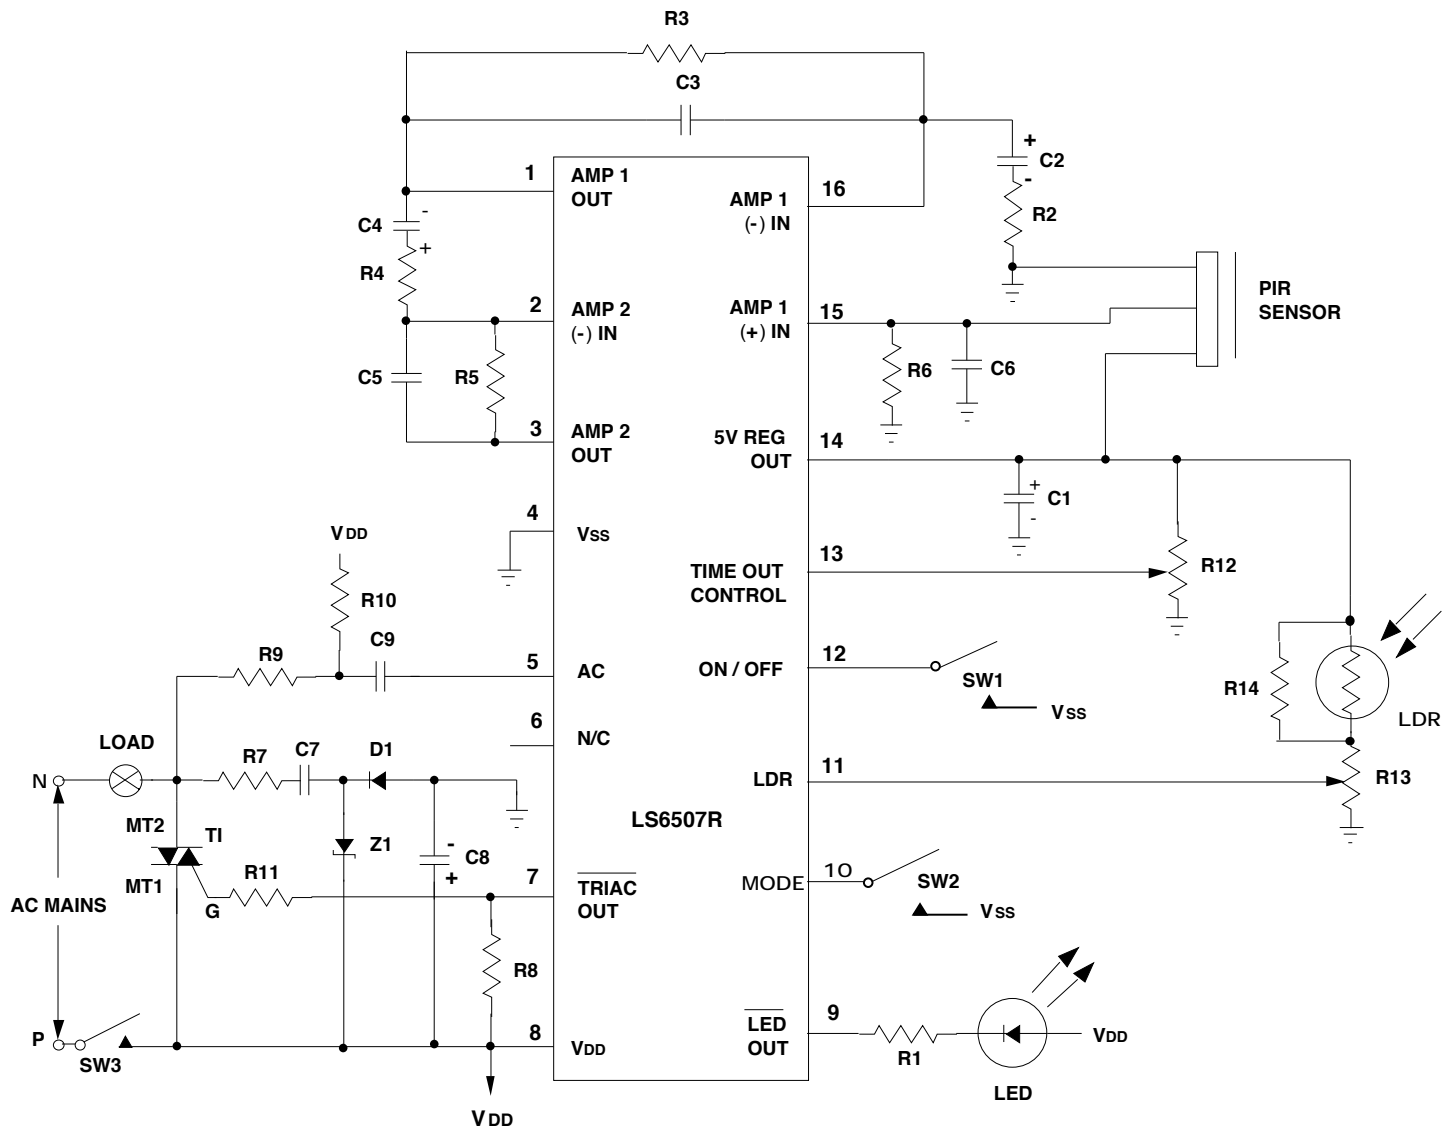 R3
C3
1
AMP 1
OUT
16
AMP 1
(-) IN
+
C2
-
R2
C4
-
+
R4
2
AMP 2
(-) IN
15
AMP 1
(+) IN
PIR
SENSOR
C5
R5
R6
C6
3
AMP 2
OUT
14
5V REG
OUT
+
C1
-
4
VSS
VDD
R10
13
TIME OUT
CONTROL
R12
R9
C9
5
AC
12
ON / OFF
SW1
VSS
R14
LDR
6
N/C
LOAD
N
R7
C7
D1
11
LDR
R13
LS6507R
MT2
TI
Z1
-
C8
+
MT1
R11
G
AC MAINS
7
TRIAC
OUT
10
MODE
SW2
VSS
R8
P
SW3
8
VDD
VDD
9
LED
OUT
R1
VDD
LED